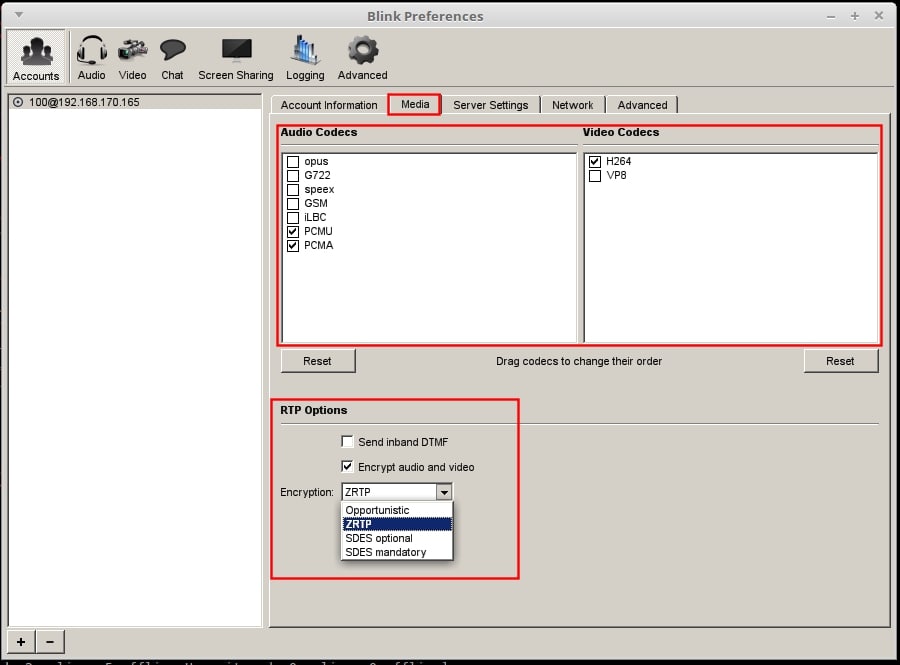 Blink Preferences
Accounts Audio Video Chat Screen Sharing Logging Advanced
100@192.168.170.165
Account Information Media Server Settings Network Advanced
Audio Codecs
opus
G722
speex
GSM
iLBC
PCMU
PCMA
Video Codecs
H264
VP8
Reset Drag codecs to change their order Reset
RTP Options
Send inband DTMF
Encrypt audio and video
Encryption: ZRTP
Opportunistic
ZRTP
SDES optional
SDES mandatory
+ −